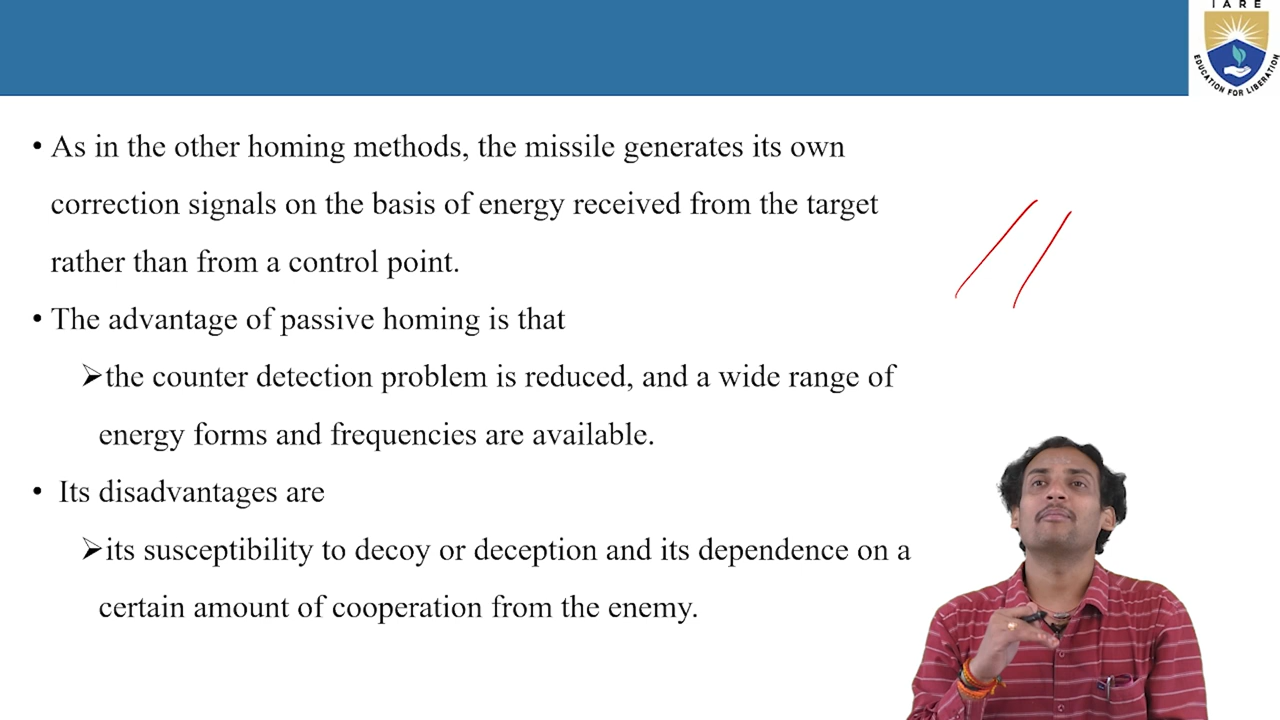 IARE
EDUCATION FOR LIBERATION
• As in the other homing methods, the missile generates its own
correction signals on the basis of energy received from the target
rather than from a control point.
• The advantage of passive homing is that
➢the counter detection problem is reduced, and a wide range of
energy forms and frequencies are available.
• Its disadvantages are
➢its susceptibility to decoy or deception and its dependence on a
certain amount of cooperation from the enemy.